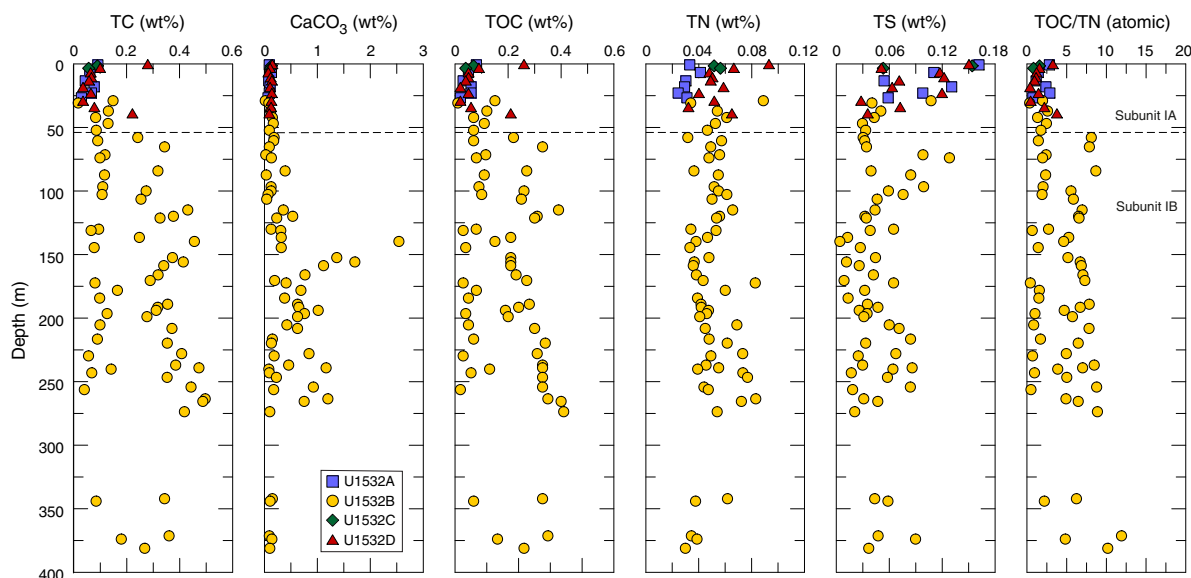 TC (wt%) CaCO3 (wt%) TOC (wt%) TN (wt%) TS (wt%) TOC/TN (atomic)
0 0.2 0.4 0.6 0 1 2 3 0 0.2 0.4 0.6 0 0.04 0.08 0.12 0 0.06 0.12 0.18 0 5 10 15 20
0
Subunit IA
50
100
Subunit IB
150
200
250
300
350
400
Depth (m)
U1532A
U1532B
U1532C
U1532D